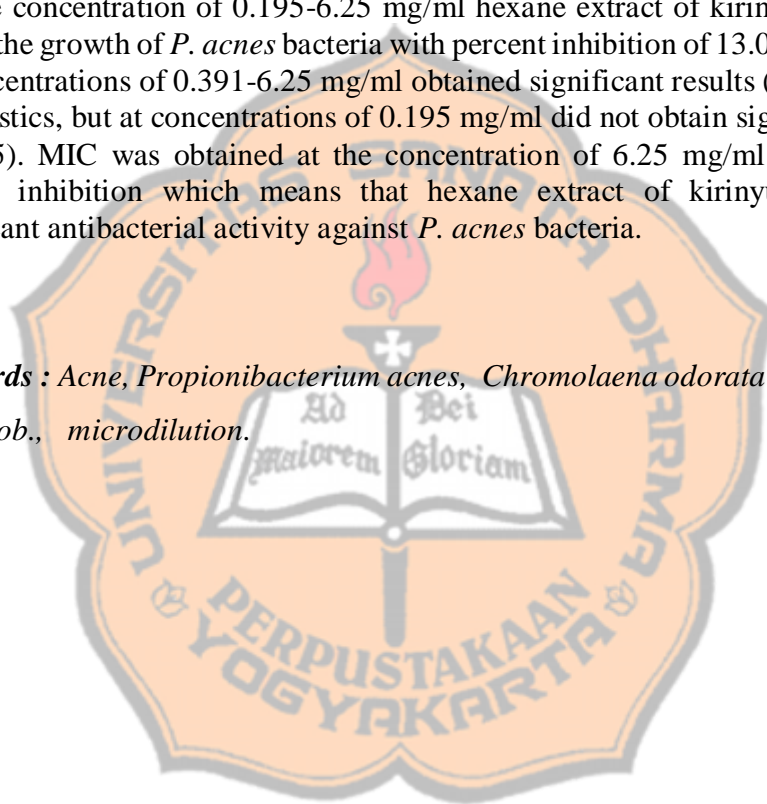 e concentration of 0.195-6.25 mg/ml hexane extract of kiriny
the growth of P. acnes bacteria with percent inhibition of 13.0
centrations of 0.391-6.25 mg/ml obtained significant results (
stics, but at concentrations of 0.195 mg/ml did not obtain sig
5). MIC was obtained at the concentration of 6.25 mg/ml
inhibition which means that hexane extract of kiriny
ant antibacterial activity against P. acnes bacteria.
rds : Acne, Propionibacterium acnes, Chromolaena odorata
ob., microdilution.
UNIVERSITAS SANATA DHARMA
Ad Dei
Maiorem Gloriam
PERPUSTAKAAN
YOGYAKARTA